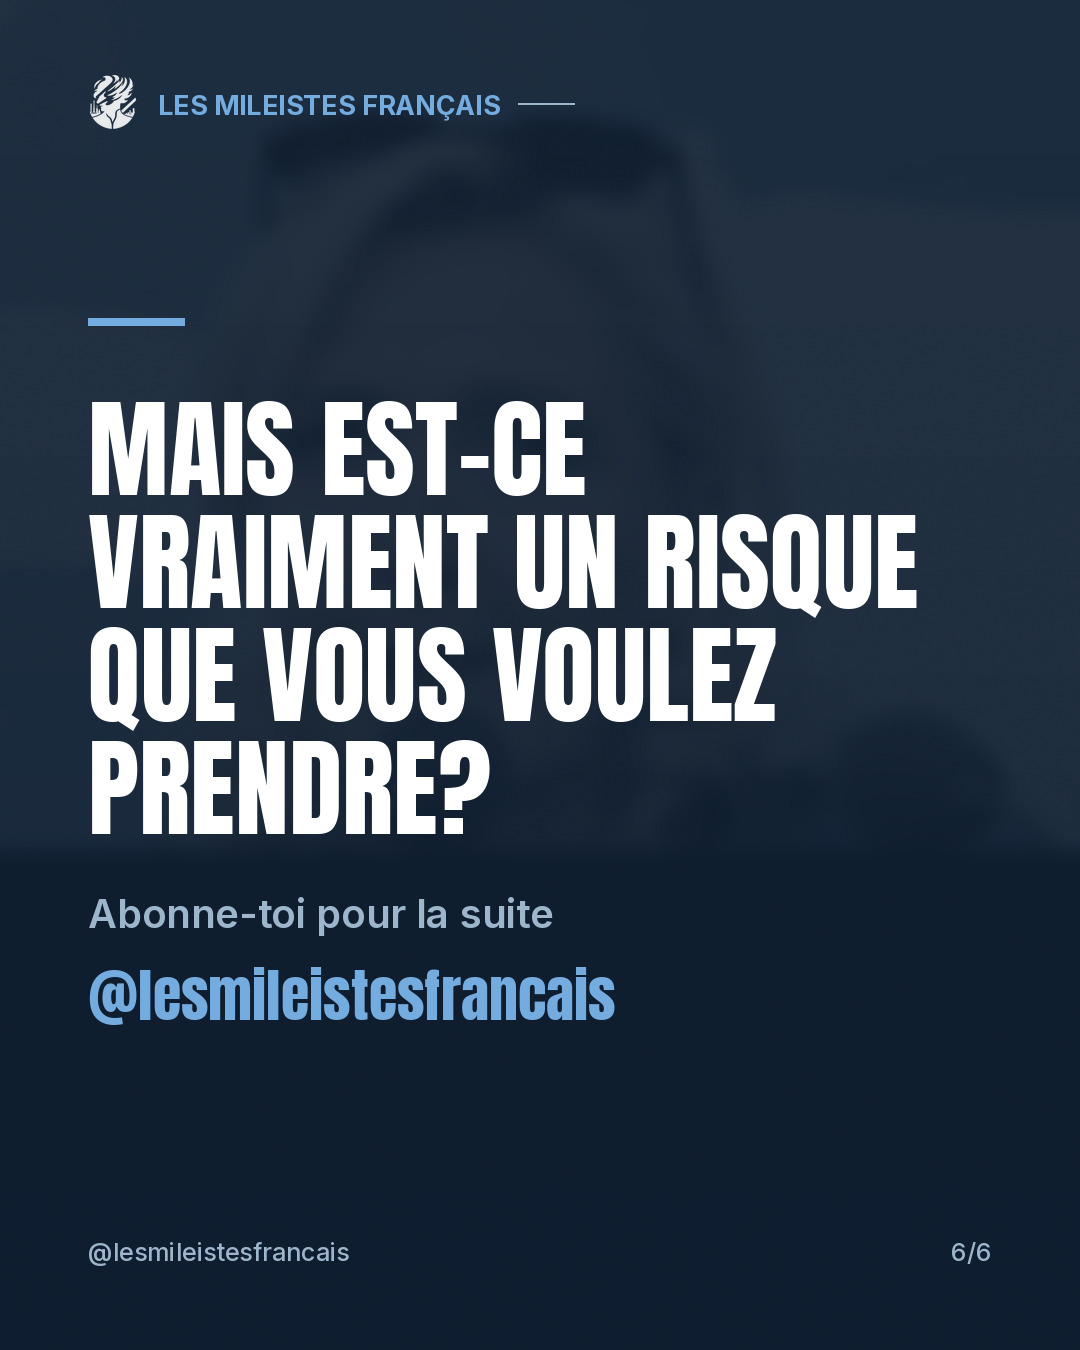 LES MILEISTES FRANÇAIS
MAIS EST-CE
VRAIMENT UN RISQUE
QUE VOUS VOULEZ
PRENDRE?
Abonne-toi pour la suite
@lesmileistesfrancais
@lesmileistesfrancais
6/6